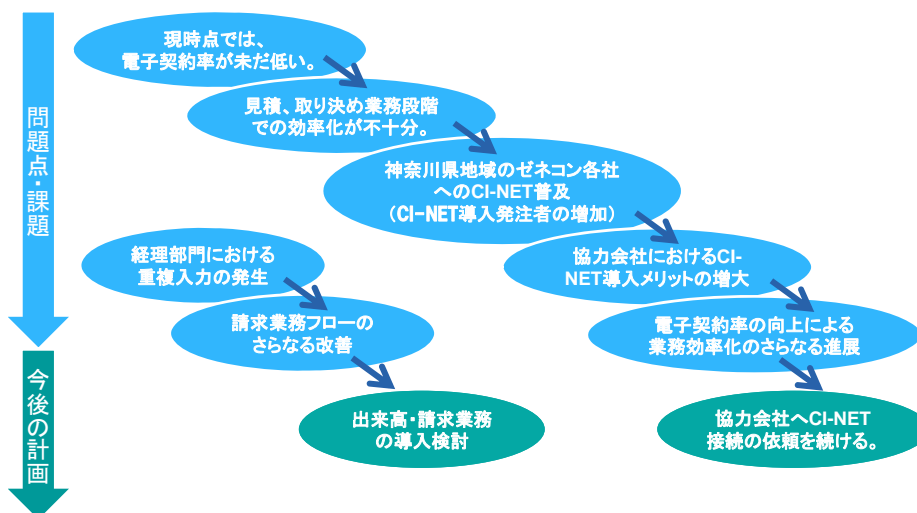 問題点・課題
現時点では、
電子契約率が未だ低い。
見積、取り決め業務段階
での効率化が不十分。
神奈川県地域のゼネコン各社
へのCI-NET普及
（CI-NET導入発注者の増加）
協力会社におけるCI-
NET導入メリットの増大
電子契約率の向上による
業務効率化のさらなる進展
経理部門における
重複入力の発生
請求業務フローの
さらなる改善
今後の計画
出来高・請求業務
の導入検討
協力会社へCI-NET
接続の依頼を続ける。